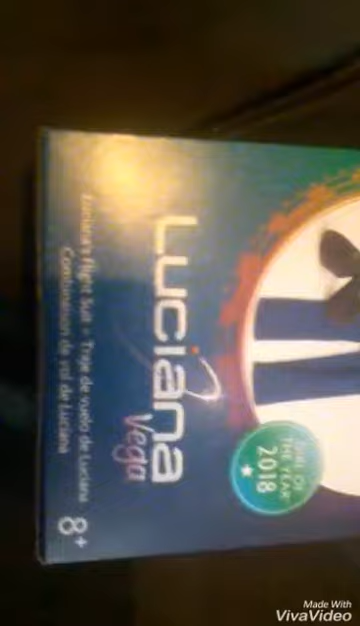 Luciana
Vega
Luciana's Flight Suit • Traje de vuelo de Luciana
Combinaison de vol de Luciana
8+
GIRL OF
THE YEAR
2018
Made With
VivaVideo